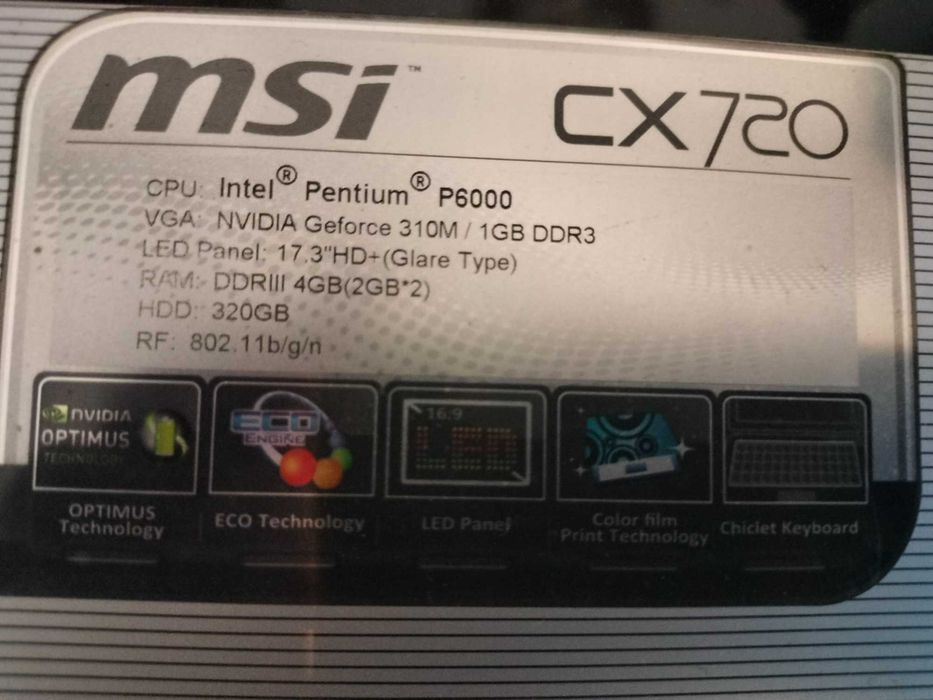 msi™ CX720
CPU: Intel® Pentium® P6000
VGA: NVIDIA Geforce 310M / 1GB DDR3
LED Panel: 17.3"HD+(Glare Type)
RAM: DDRIII 4GB(2GB*2)
HDD: 320GB
RF: 802.11b/g/n
NVIDIA
OPTIMUS
TECHNOLOGY
OPTIMUS
Technology
ECO
ENGINE
ECO Technology
16.9
LED Panel
Color film
Print Technology
Chiclet Keyboard